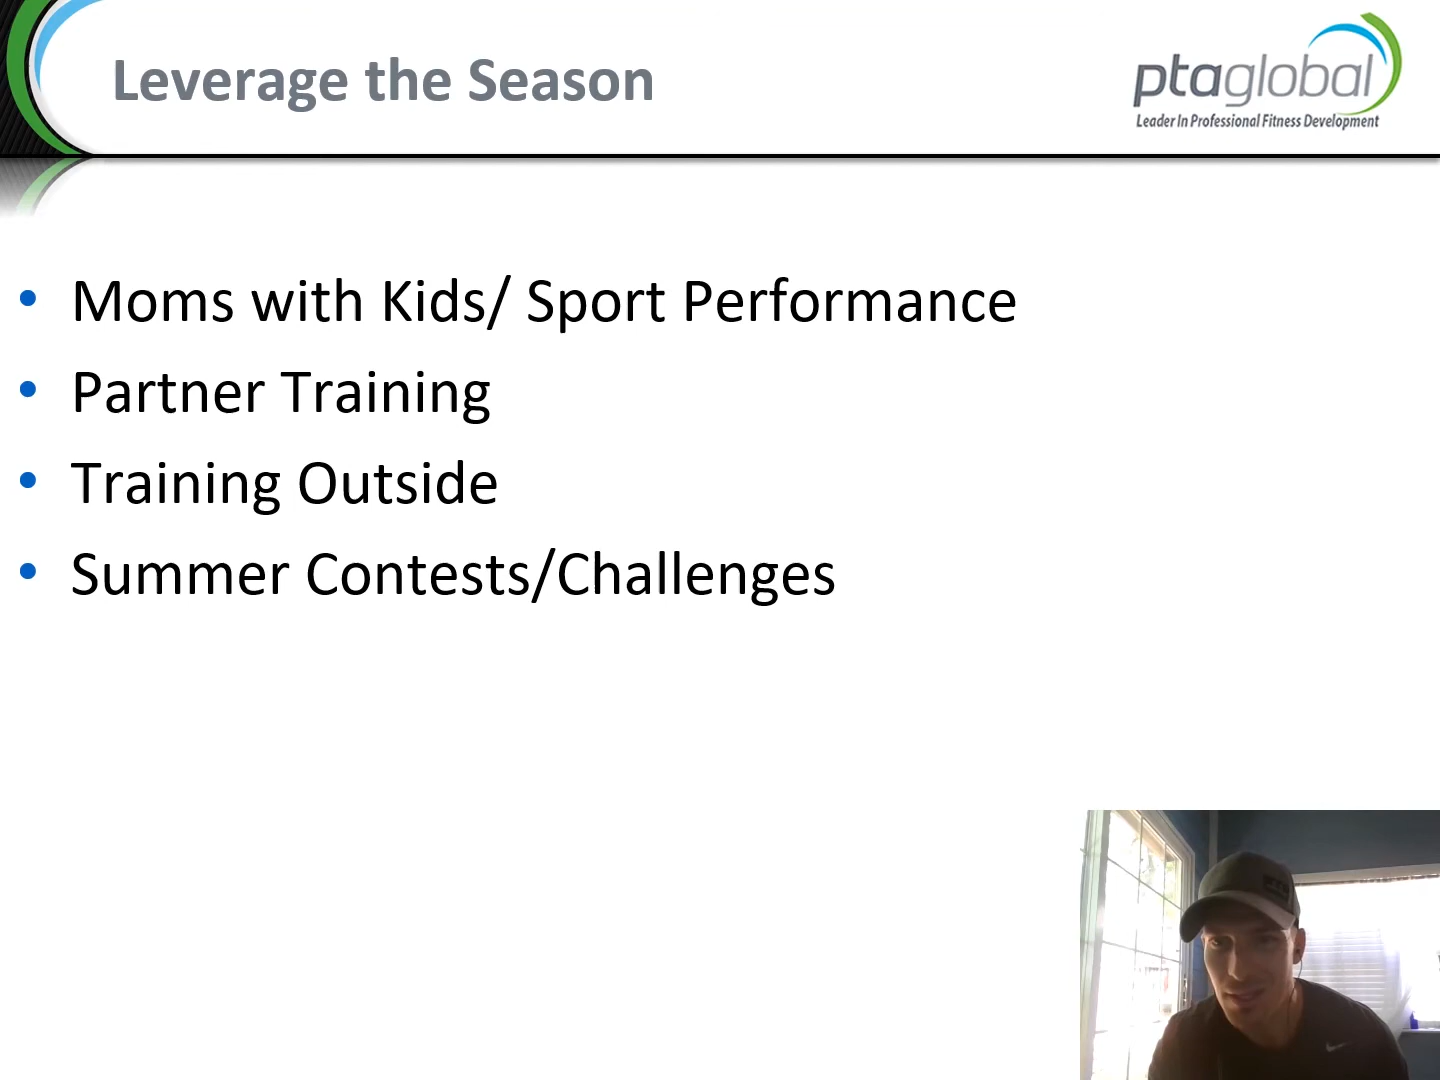 Leverage the Season
ptaglobal
Leader In Professional Fitness Development
• Moms with Kids/ Sport Performance
• Partner Training
• Training Outside
• Summer Contests/Challenges